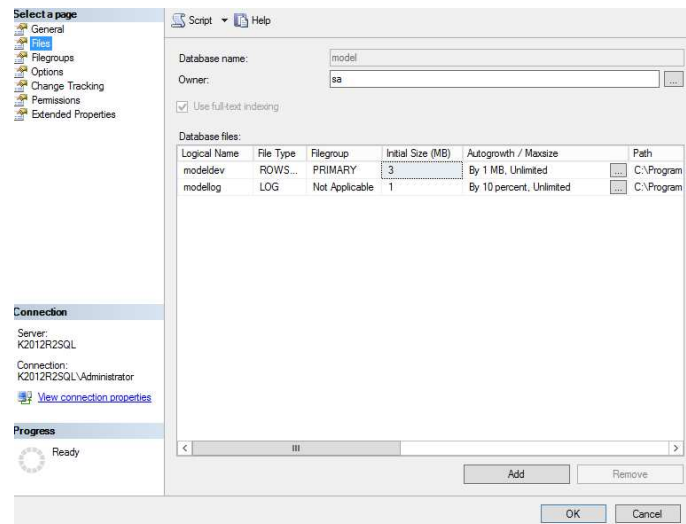 Select a page
General
Files
Filegroups
Options
Change Tracking
Permissions
Extended Properties
Connection
Server:
K2012R2SQL
Connection:
K2012R2SQL\Administrator
View connection properties
Progress
Ready
Script Help
Database name: model
Owner: sa ...
Use full-text indexing
Database files:
Logical Name File Type Filegroup Initial Size (MB) Autogrowth / Maxsize Path
modeldev ROWS... PRIMARY 3 By 1 MB, Unlimited ... C:\Program
modellog LOG Not Applicable 1 By 10 percent, Unlimited ... C:\Program
Add Remove
OK Cancel